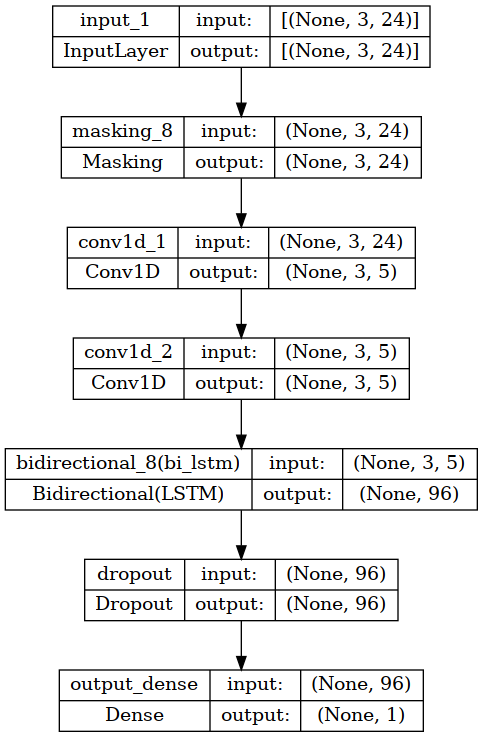 input_1 input: [(None, 3, 24)]
InputLayer output: [(None, 3, 24)]
masking_8 input: (None, 3, 24)
Masking output: (None, 3, 24)
conv1d_1 input: (None, 3, 24)
Conv1D output: (None, 3, 5)
conv1d_2 input: (None, 3, 5)
Conv1D output: (None, 3, 5)
bidirectional_8(bi_lstm) input: (None, 3, 5)
Bidirectional(LSTM) output: (None, 96)
dropout input: (None, 96)
Dropout output: (None, 96)
output_dense input: (None, 96)
Dense output: (None, 1)